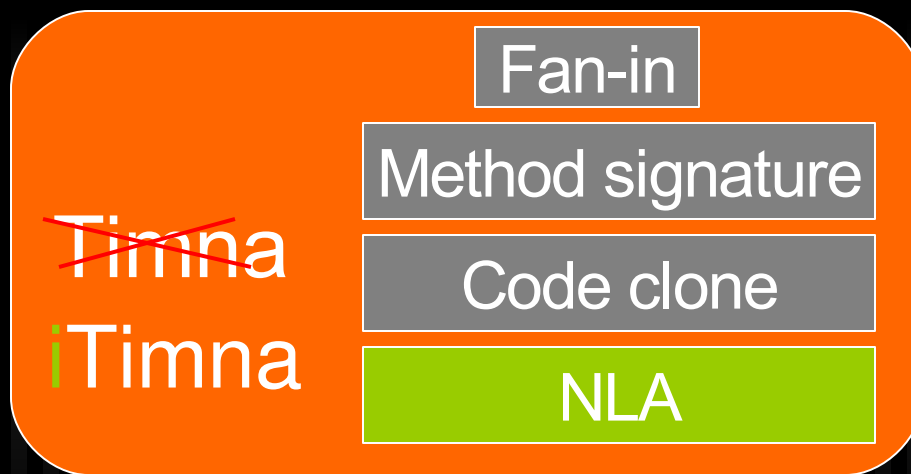 Fan-in
Method signature
Timna
Code clone
iTimna
NLA